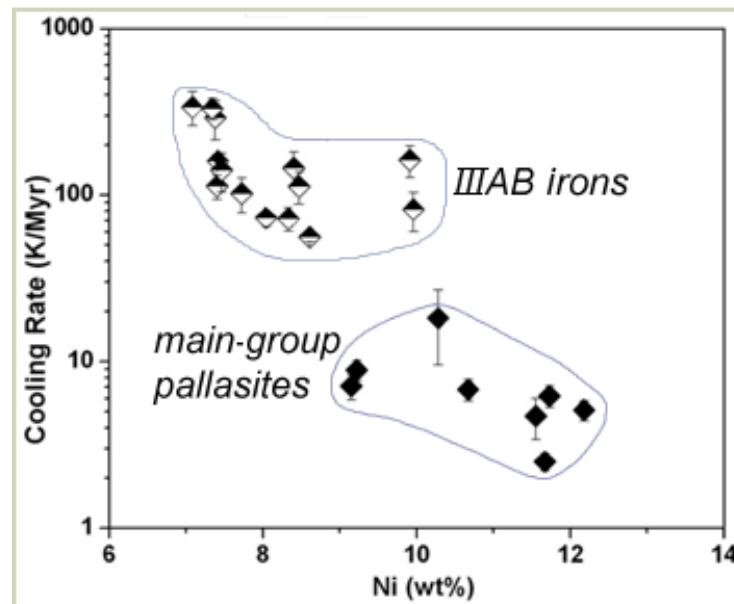 1000
100
10
1
Cooling Rate (K/Myr)
IIIAB irons
main-group
pallasites
6
8
10
12
14
Ni (wt%)